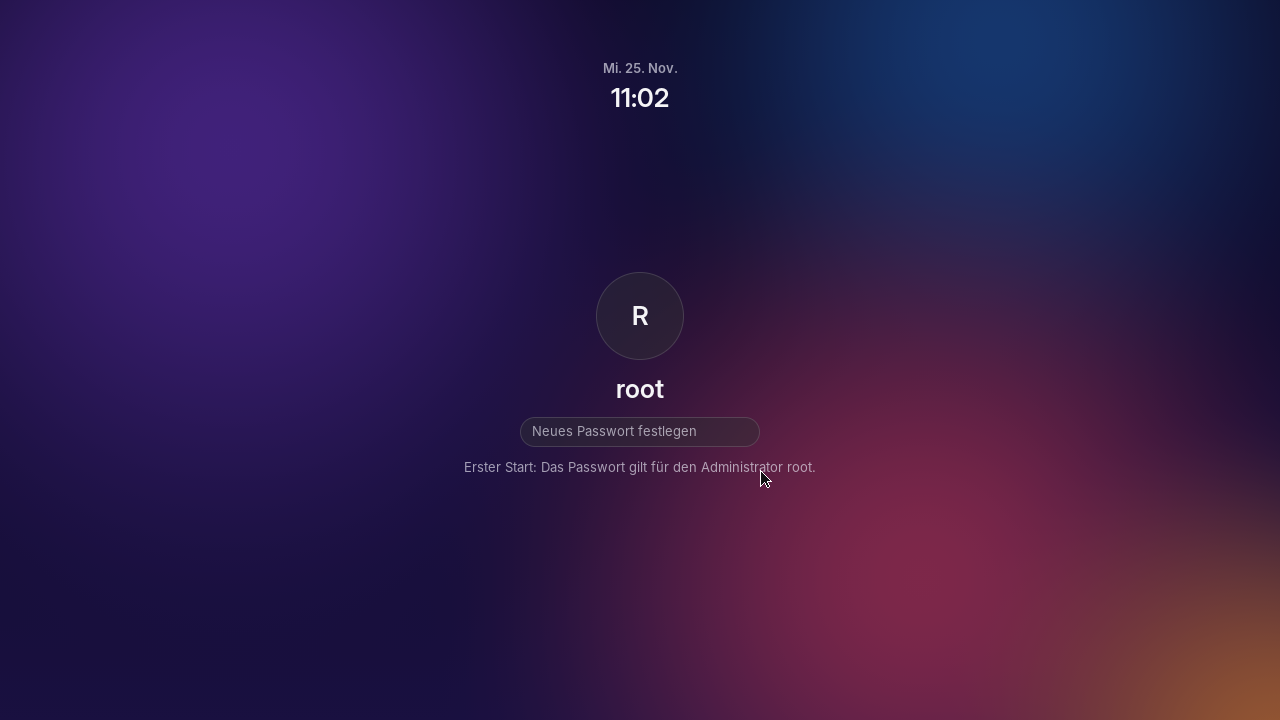 Mi. 25. Nov.
11:02
R
root
Neues Passwort festlegen
Erster Start: Das Passwort gilt für den Administrator root.